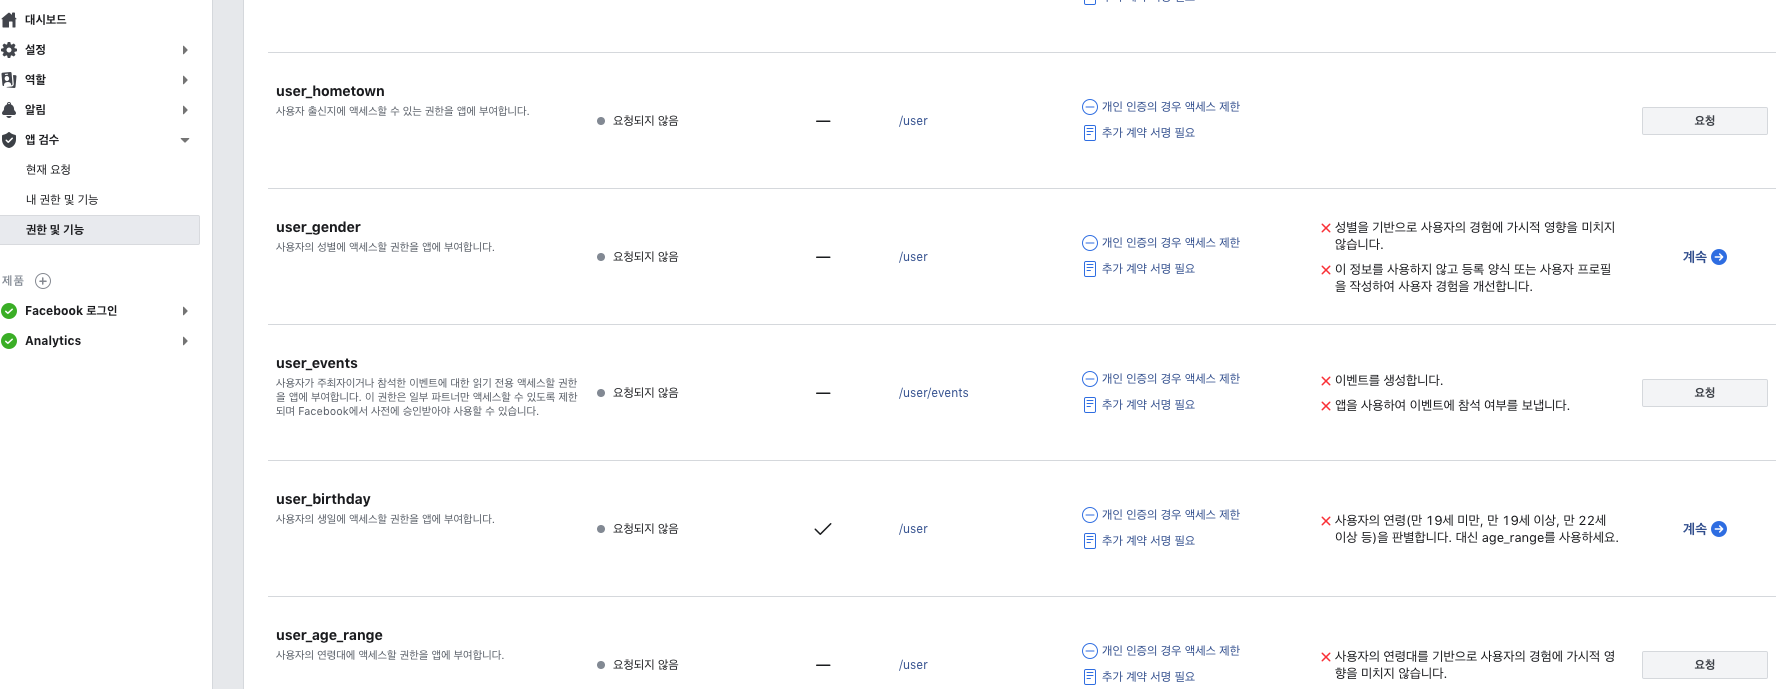 대시보드
설정
역할
알림
앱 검수
현재 요청
내 권한 및 기능
권한 및 기능
제품
Facebook 로그인
Analytics
user_hometown
사용자 출신지에 액세스할 수 있는 권한을 앱에 부여합니다.
요청되지 않음
—
/user
개인 인증의 경우 액세스 제한
추가 계약 서명 필요
요청
user_gender
사용자의 성별에 액세스할 권한을 앱에 부여합니다.
요청되지 않음
—
/user
개인 인증의 경우 액세스 제한
추가 계약 서명 필요
성별을 기반으로 사용자의 경험에 가시적 영향을 미치지
않습니다.
이 정보를 사용하지 않고 등록 양식 또는 사용자 프로필
을 작성하여 사용자 경험을 개선합니다.
계속
user_events
사용자가 주최자이거나 참석한 이벤트에 대한 읽기 전용 액세스할 권한
을 앱에 부여합니다. 이 권한은 일부 파트너만 액세스할 수 있도록 제한
되며 Facebook에서 사전에 승인받아야 사용할 수 있습니다.
요청되지 않음
—
/user/events
개인 인증의 경우 액세스 제한
추가 계약 서명 필요
이벤트를 생성합니다.
앱을 사용하여 이벤트에 참석 여부를 보냅니다.
요청
user_birthday
사용자의 생일에 액세스할 권한을 앱에 부여합니다.
요청되지 않음
/user
개인 인증의 경우 액세스 제한
추가 계약 서명 필요
사용자의 연령(만 19세 미만, 만 19세 이상, 만 22세
이상 등)을 판별합니다. 대신 age_range를 사용하세요.
계속
user_age_range
사용자의 연령대에 액세스할 권한을 앱에 부여합니다.
요청되지 않음
—
/user
개인 인증의 경우 액세스 제한
추가 계약 서명 필요
사용자의 연령대를 기반으로 사용자의 경험에 가시적 영
향을 미치지 않습니다.
요청